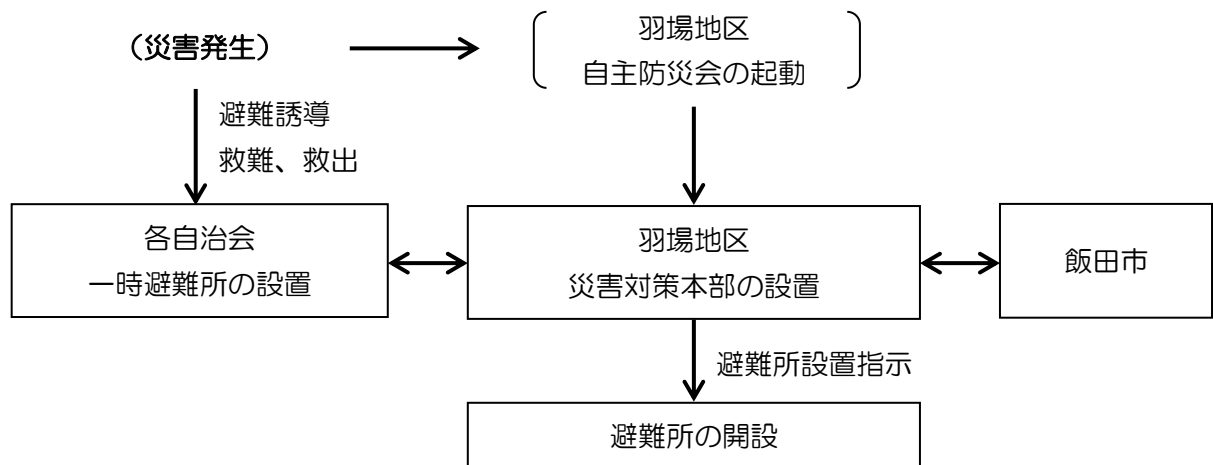 （災害発生）
羽場地区
自主防災会の起動
避難誘導
救難、救出
各自治会
一時避難所の設置
羽場地区
災害対策本部の設置
飯田市
避難所設置指示
避難所の開設